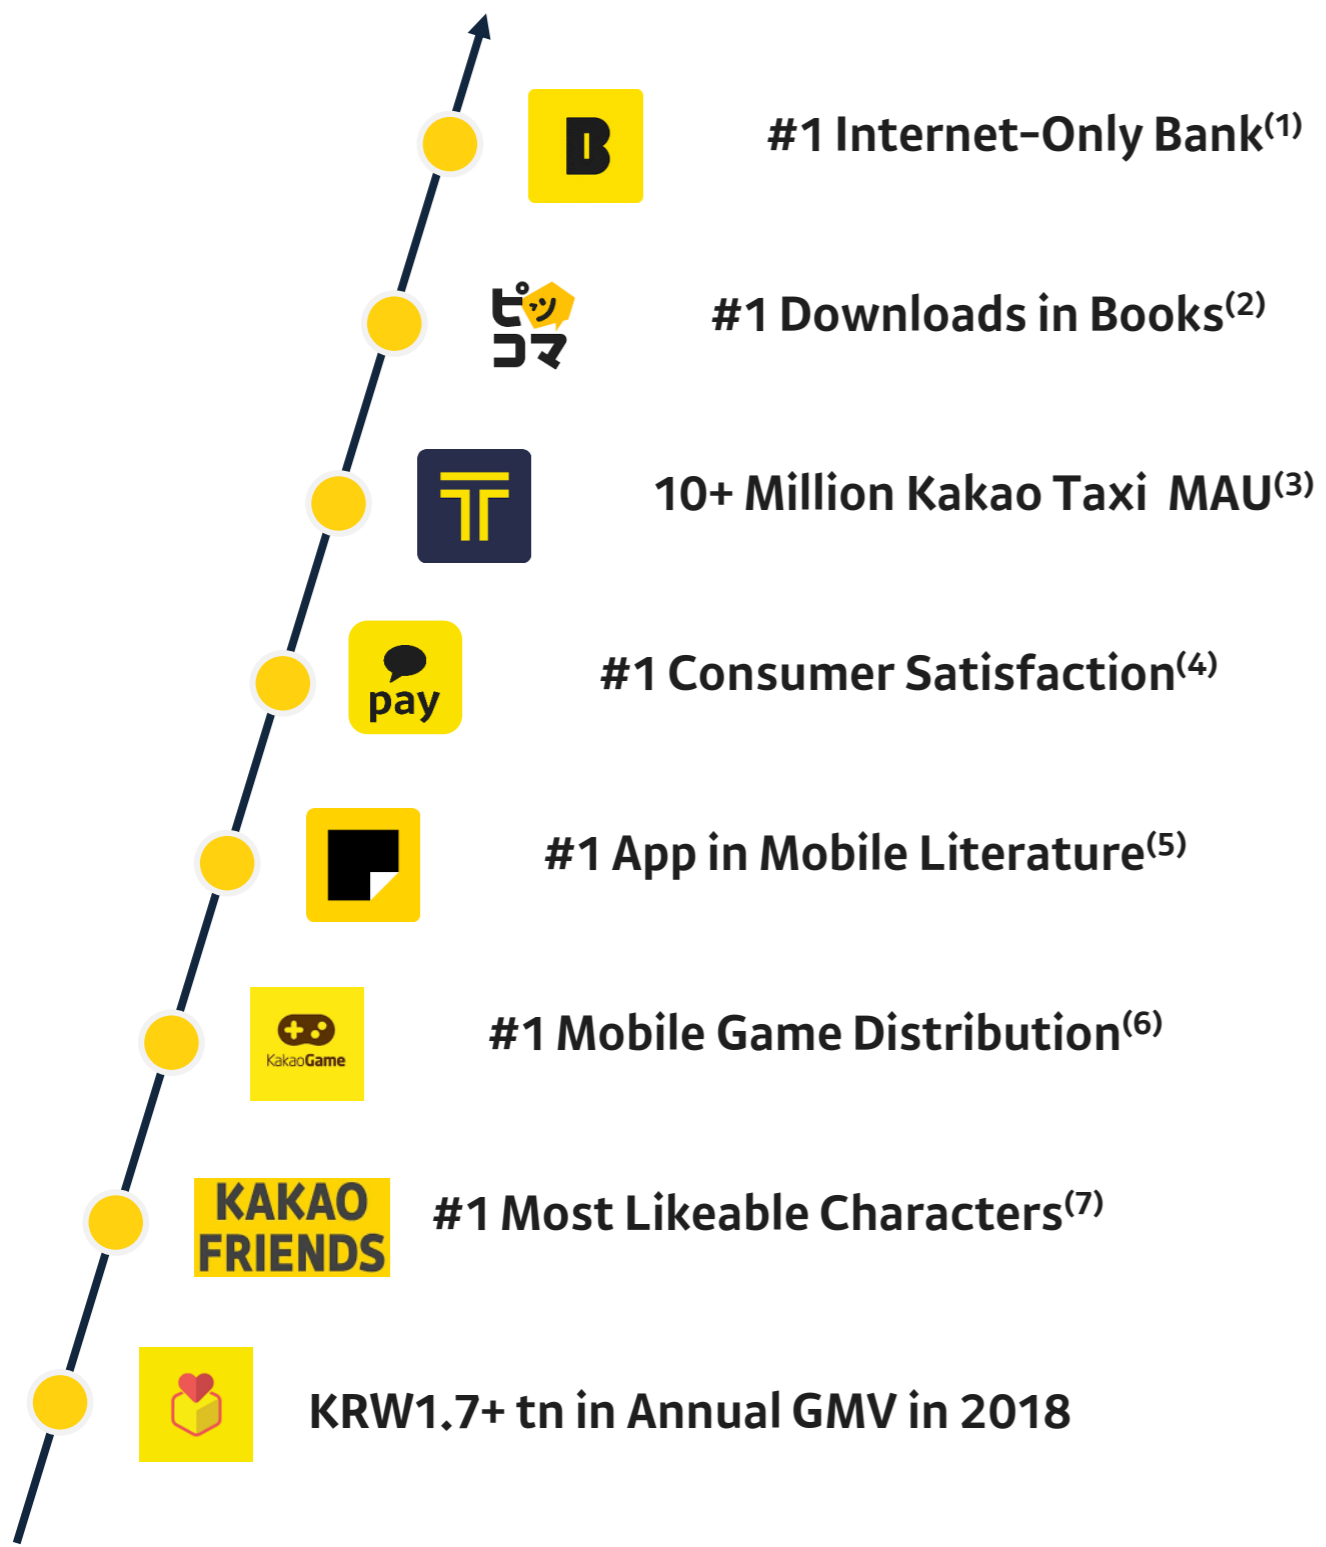 B
#1 Internet-Only Bank(1)
ピッ
コマ
#1 Downloads in Books(2)
T
10+ Million Kakao Taxi MAU(3)
pay
#1 Consumer Satisfaction(4)
#1 App in Mobile Literature(5)
KakaoGame
#1 Mobile Game Distribution(6)
KAKAO
FRIENDS
#1 Most Likeable Characters(7)
KRW1.7+ tn in Annual GMV in 2018